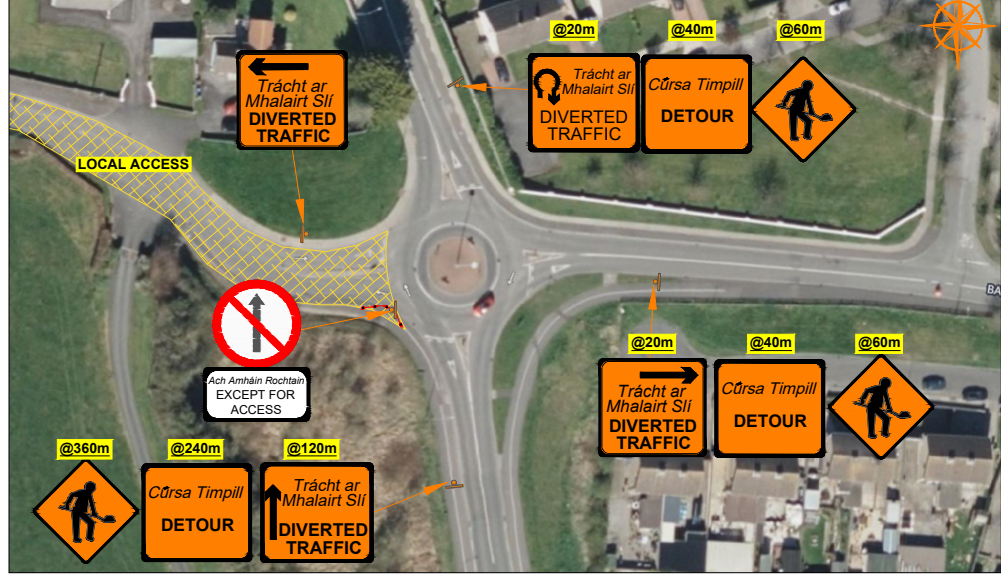 @20m
@40m
@60m
Trácht ar
Mhalairt Slí
DIVERTED
TRAFFIC
Trácht ar
Mhalairt Slí
DIVERTED
TRAFFIC
Cúrsa Timpill
DETOUR
LOCAL ACCESS
BA
Ach Amháin Rochtain
EXCEPT FOR
ACCESS
@20m
@40m
@60m
Trácht ar
Mhalairt Slí
DIVERTED
TRAFFIC
Cúrsa Timpill
DETOUR
@360m
@240m
@120m
Cúrsa Timpill
DETOUR
Trácht ar
Mhalairt Slí
DIVERTED
TRAFFIC